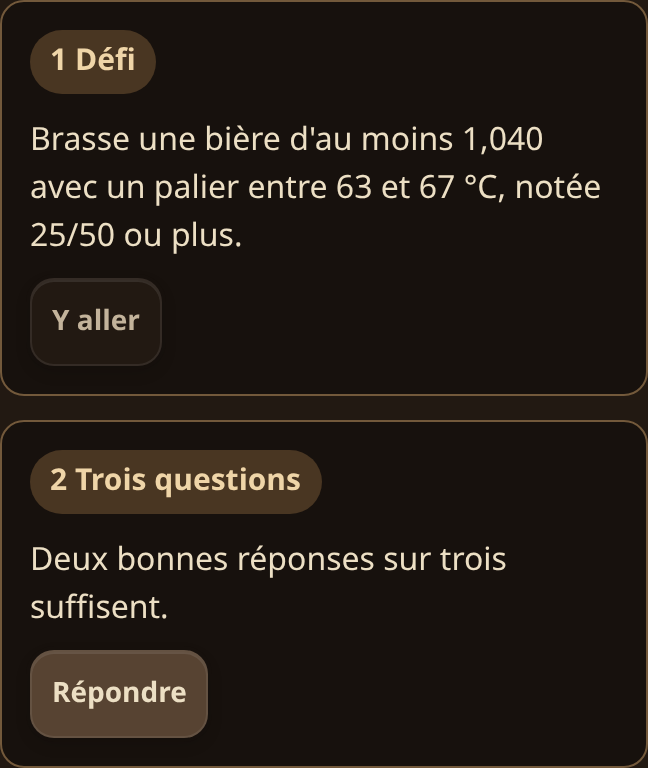 1 Défi
Brasse une bière d'au moins 1,040
avec un palier entre 63 et 67 °C, notée
25/50 ou plus.
Y aller
2 Trois questions
Deux bonnes réponses sur trois
suffisent.
Répondre